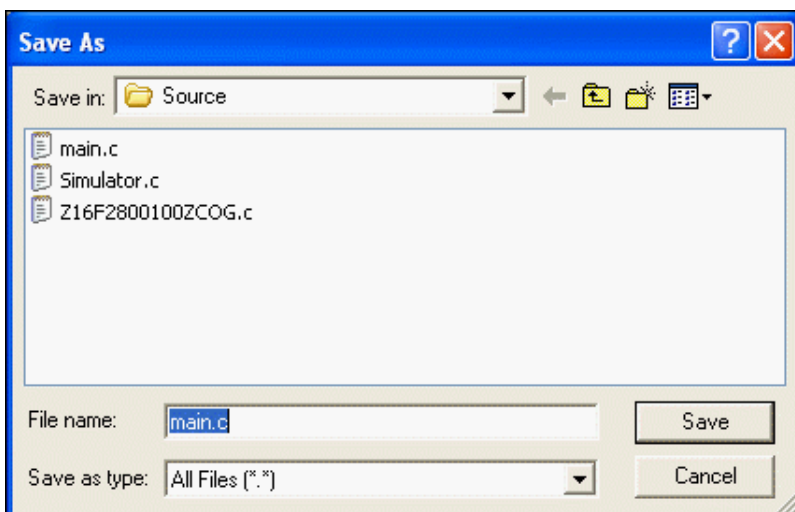 Save As
Save in: Source
main.c
Simulator.c
Z16F2800100ZCOG.c
File name: main.c Save
Save as type: All Files (*.*) Cancel